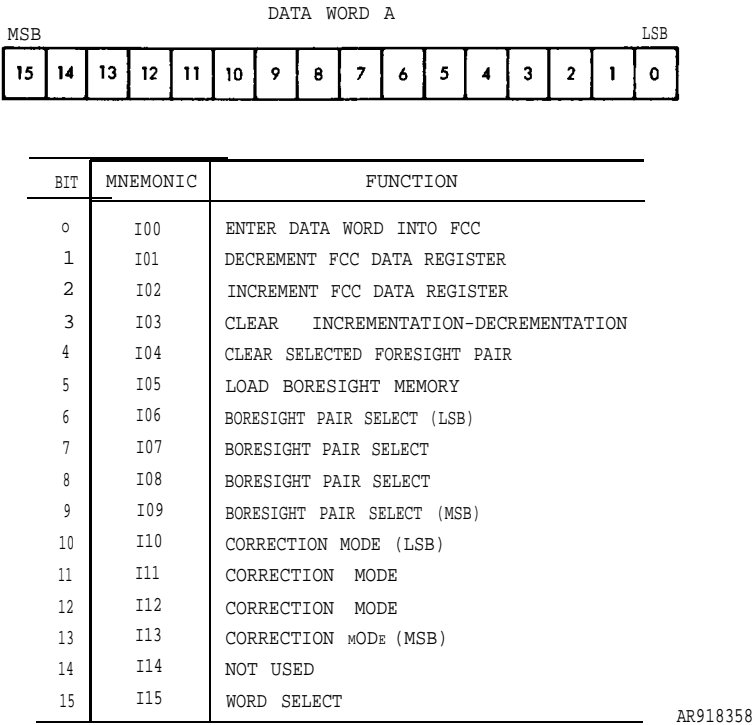 DATA WORD A
MSB LSB
15 14 13 12 11 10 9 8 7 6 5 4 3 2 1 0
BIT MNEMONIC FUNCTION
o I00 ENTER DATA WORD INTO FCC
1 I01 DECREMENT FCC DATA REGISTER
2 I02 INCREMENT FCC DATA REGISTER
3 I03 CLEAR INCREMENTATION-DECREMENTATION
4 I04 CLEAR SELECTED FORESIGHT PAIR
5 I05 LOAD BORESIGHT MEMORY
6 I06 BORESIGHT PAIR SELECT (LSB)
7 I07 BORESIGHT PAIR SELECT
8 I08 BORESIGHT PAIR SELECT
9 I09 BORESIGHT PAIR SELECT (MSB)
10 I10 CORRECTION MODE (LSB)
11 I11 CORRECTION MODE
12 I12 CORRECTION MODE
13 I13 CORRECTION MODE (MSB)
14 I14 NOT USED
15 I15 WORD SELECT
AR918358